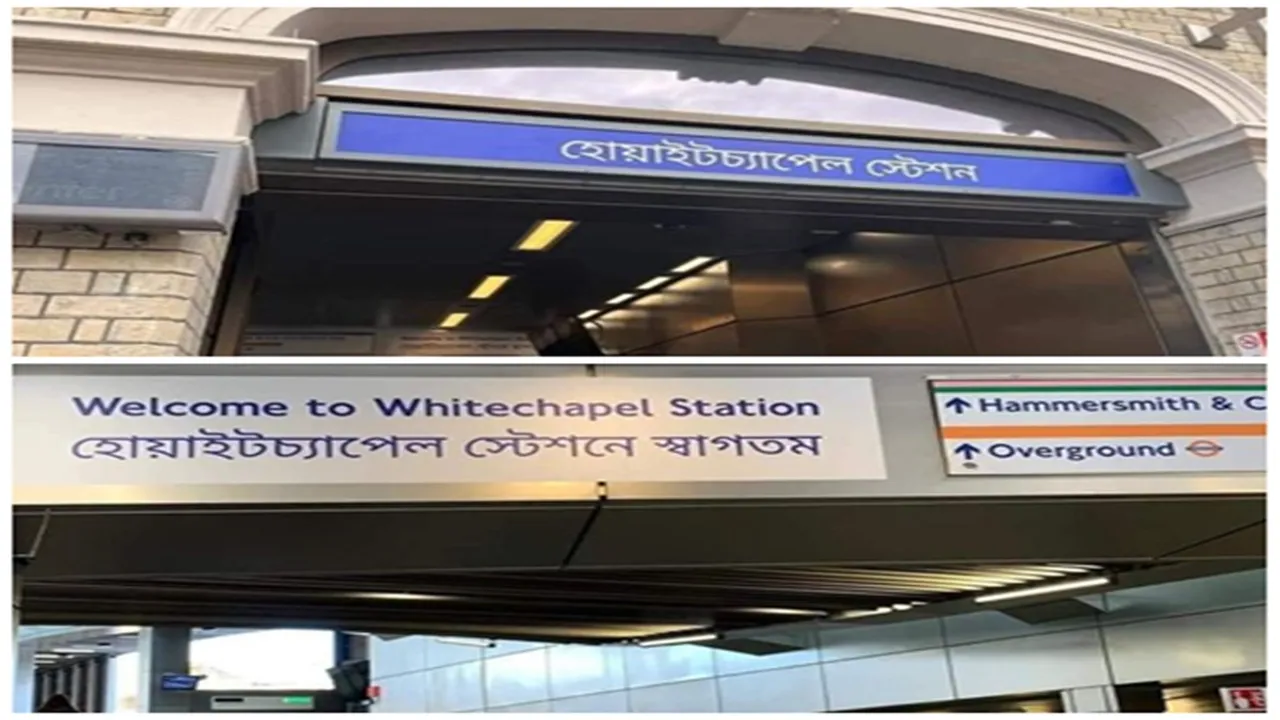 হোয়াইটচ্যাপেল স্টেশন
Welcome to Whitechapel Station
হোয়াইটচ্যাপেল স্টেশনে স্বাগতম
Hammersmith & C
Overground